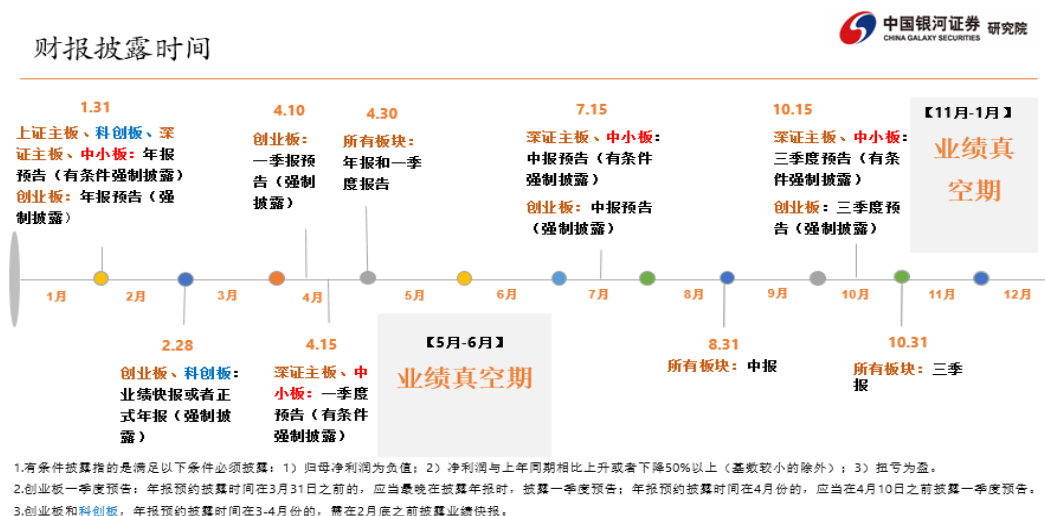 财报披露时间
中国银河证券 研究院
CHINA GALAXY SECURITIES
1.31
上证主板、科创板、深
证主板、中小板：年报
预告（有条件强制披露）
创业板：年报预告（强
制披露）
4.10
创业板：
一季报预
告（强制
披露）
4.30
所有板块：
年报和一季
度报告
7.15
深证主板、中小板：
中报预告（有条件
强制披露）
创业板：中报预告
（强制披露）
10.15
深证主板、中小板：
三季度预告（有条
件强制披露）
创业板：三季度预
告（强制披露）
【11月-1月】
业绩真
空期
1月
2月
3月
4月
5月
6月
7月
8月
9月
10月
11月
12月
2.28
创业板、科创板：
业绩快报或者正
式年报（强制披
露）
4.15
深证主板、中
小板：一季度
预告（有条件
强制披露）
【5月-6月】
业绩真空期
8.31
所有板块：中报
10.31
所有板块：三季
报
1.有条件披露指的是满足以下条件必须披露：1）归母净利润为负值；2）净利润与上年同期相比上升或者下降50%以上（基数较小的除外）；3）扭亏为盈。
2.创业板一季度预告：年报预约披露时间在3月31日之前的，应当最晚在披露年报时，披露一季度预告；年报预约披露时间在4月份的，应当在4月10日之前披露一季度预告。
3.创业板和科创板，年报预约披露时间在3-4月份的，需在2月底之前披露业绩快报。